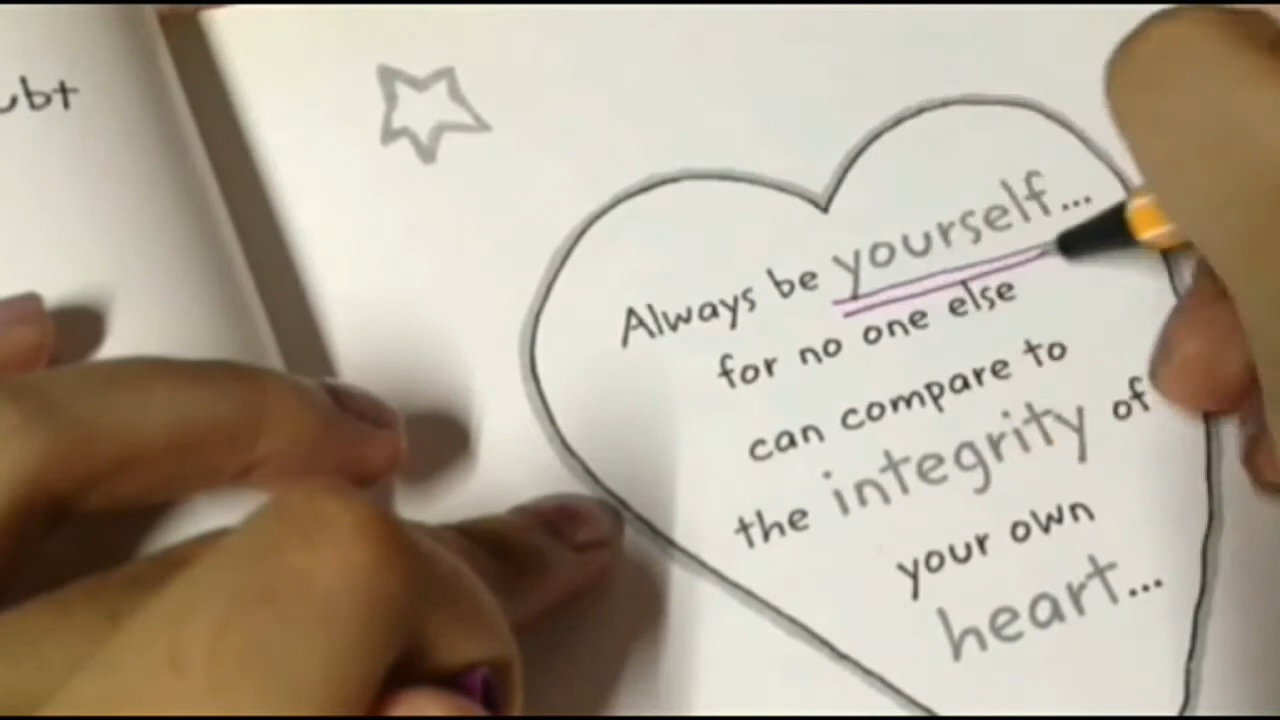 Always be yourself...
for no one else
can compare to
the integrity of
your own
heart...